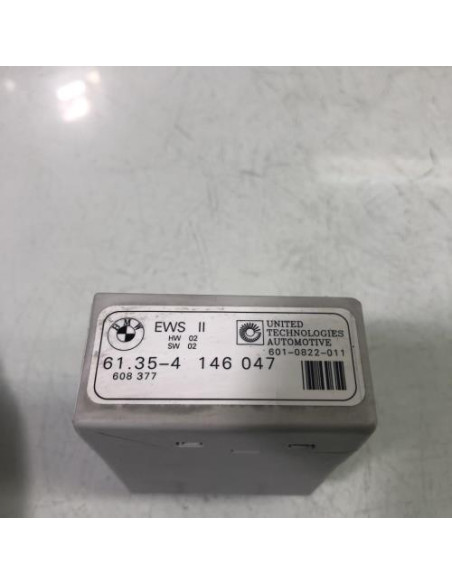 BMW
EWS II
HW 02
SW 02
UNITED
TECHNOLOGIES
AUTOMOTIVE
601-0822-011
61.35-4 146 047
608 377